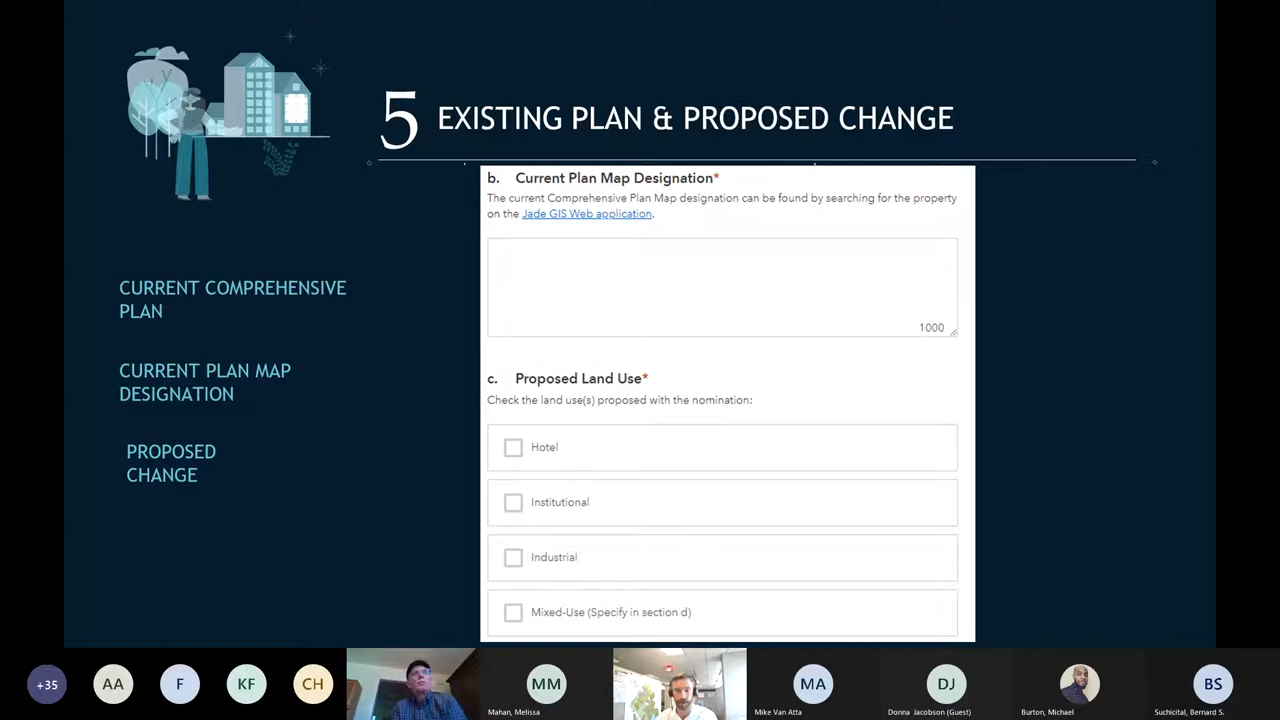 5 EXISTING PLAN & PROPOSED CHANGE
CURRENT COMPREHENSIVE
PLAN
CURRENT PLAN MAP
DESIGNATION
PROPOSED
CHANGE
b. Current Plan Map Designation*
The current Comprehensive Plan Map designation can be found by searching for the property
on the Jade GIS Web application.
1000
c. Proposed Land Use*
Check the land use(s) proposed with the nomination:
Hotel
Institutional
Industrial
Mixed-Use (Specify in section d)
+35
AA
F
KF
CH
MM
Mahan, Melissa
MA
Mike Van Atta
DJ
Donna Jacobson (Guest)
Burton, Michael
BS
Suchicital, Bernard S.